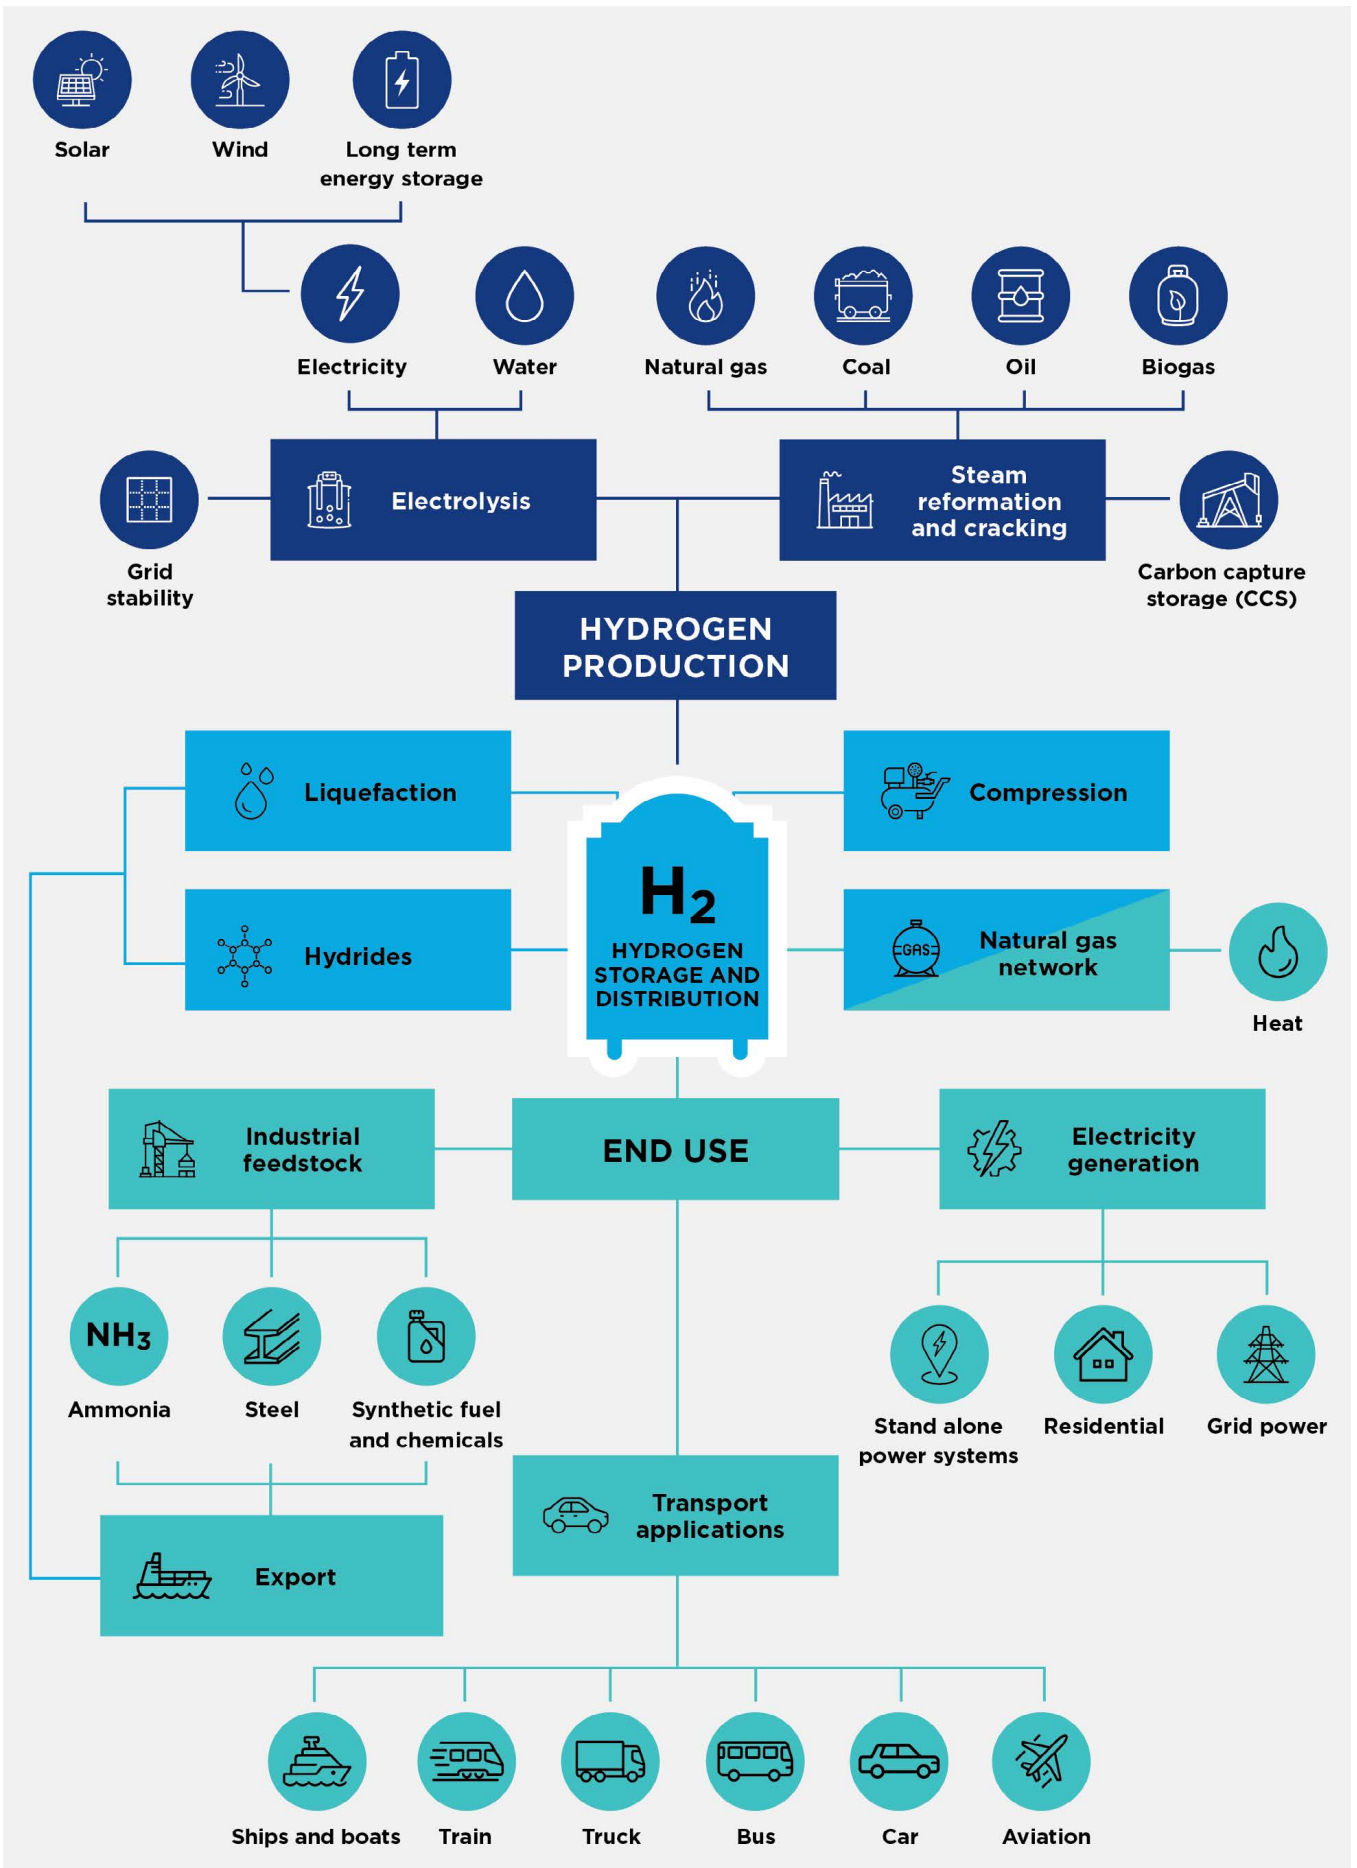 Solar
Wind
Long term
energy storage
Electricity
Water
Natural gas
Coal
Oil
Biogas
Electrolysis
Steam
reformation
and cracking
Grid
stability
Carbon capture
storage (CCS)
HYDROGEN
PRODUCTION
Liquefaction
Compression
H₂
HYDROGEN
STORAGE AND
DISTRIBUTION
Hydrides
GAS
Natural gas
network
Heat
Industrial
feedstock
END USE
Electricity
generation
NH₃
Ammonia
Steel
Synthetic fuel
and chemicals
Stand alone
power systems
Residential
Grid power
Transport
applications
Export
Ships and boats
Train
Truck
Bus
Car
Aviation